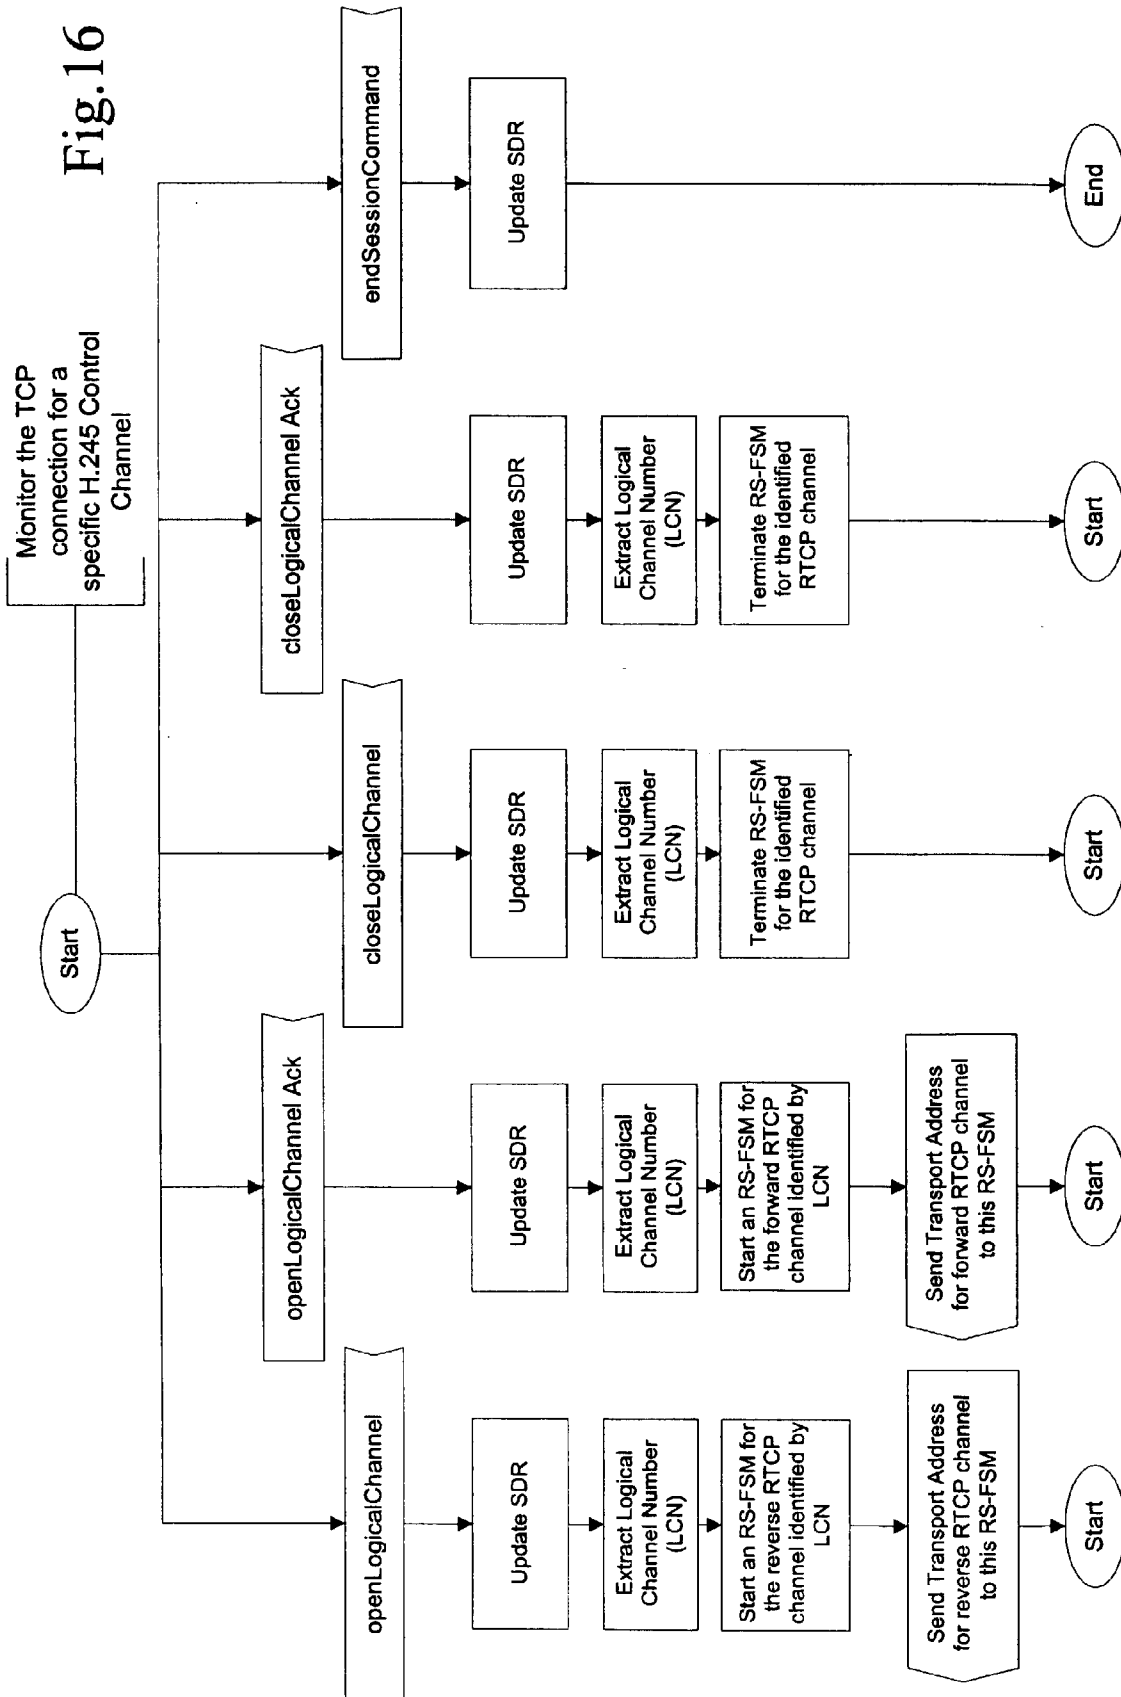 Fig.16
Monitor the TCP
connection for a
specific H.245 Control
Channel
Start
openLogicalChannel
Update SDR
Extract Logical
Channel Number
(LCN)
Start an RS-FSM for
the reverse RTCP
channel identified by
LCN
Send Transport Address
for reverse RTCP channel
to this RS-FSM
Start
openLogicalChannel Ack
Update SDR
Extract Logical
Channel Number
(LCN)
Start an RS-FSM for
the forward RTCP
channel identified by
LCN
Send Transport Address
for forward RTCP channel
to this RS-FSM
Start
closeLogicalChannel
Update SDR
Extract Logical
Channel Number
(LCN)
Terminate RS-FSM
for the identified
RTCP channel
Start
closeLogicalChannel Ack
Update SDR
Extract Logical
Channel Number
(LCN)
Terminate RS-FSM
for the identified
RTCP channel
Start
endSessionCommand
Update SDR
End